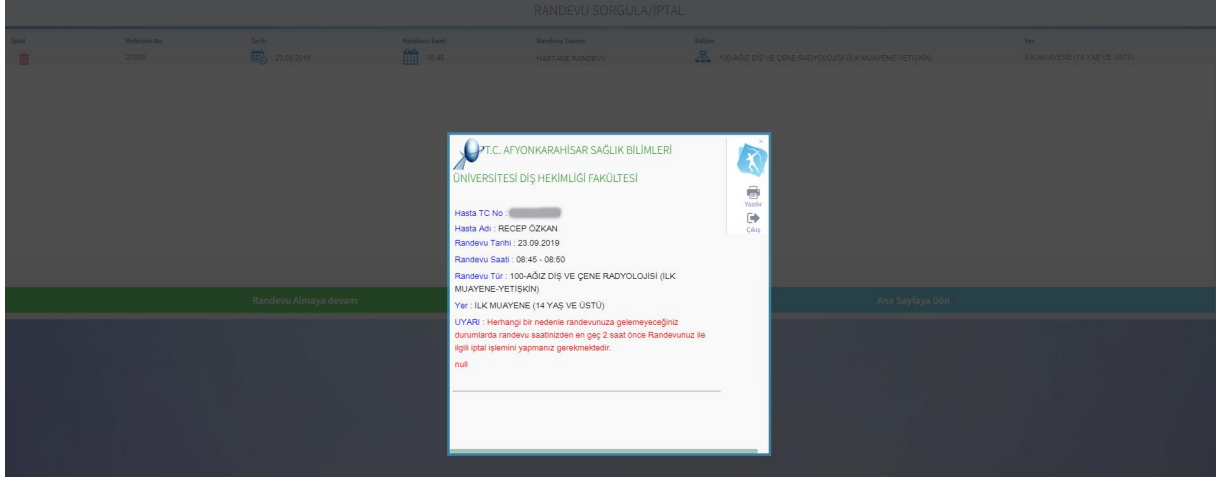 RANDEVU SORGULA/İPTAL
İptal Referans No Tarih Randevu Saati Randevu Tanımı Bölüm Yer
23.09.2019 08:45 HASTANE RANDEVU 100-AĞIZ DİŞ VE ÇENE RADYOLOJİSİ (İLK MUAYENE-YETİŞKİN) İLK MUAYENE (14 YAŞ VE ÜSTÜ)
T.C. AFYONKARAHİSAR SAĞLIK BİLİMLERİ
ÜNİVERSİTESİ DİŞ HEKİMLİĞİ FAKÜLTESİ
×
Yazdır
Çıkış
Hasta TC No :
Hasta Adı : RECEP ÖZKAN
Randevu Tarihi : 23.09.2019
Randevu Saati : 08:45 - 08:50
Randevu Tür : 100-AĞIZ DİŞ VE ÇENE RADYOLOJİSİ (İLK
MUAYENE-YETİŞKİN)
Yer : İLK MUAYENE (14 YAŞ VE ÜSTÜ)
UYARI : Herhangi bir nedenle randevunuza gelemeyeceğiniz
durumlarda randevu saatinizden en geç 2 saat önce Randevunuz ile
ilgili iptal işlemini yapmanız gerekmektedir.
null
Randevu Almaya devam
Ana Sayfaya Dön